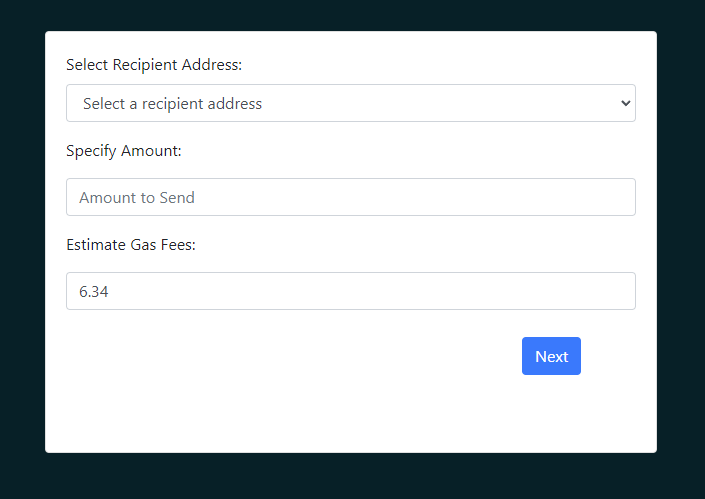 Select Recipient Address:
Select a recipient address
Specify Amount:
Amount to Send
Estimate Gas Fees:
6.34
Next